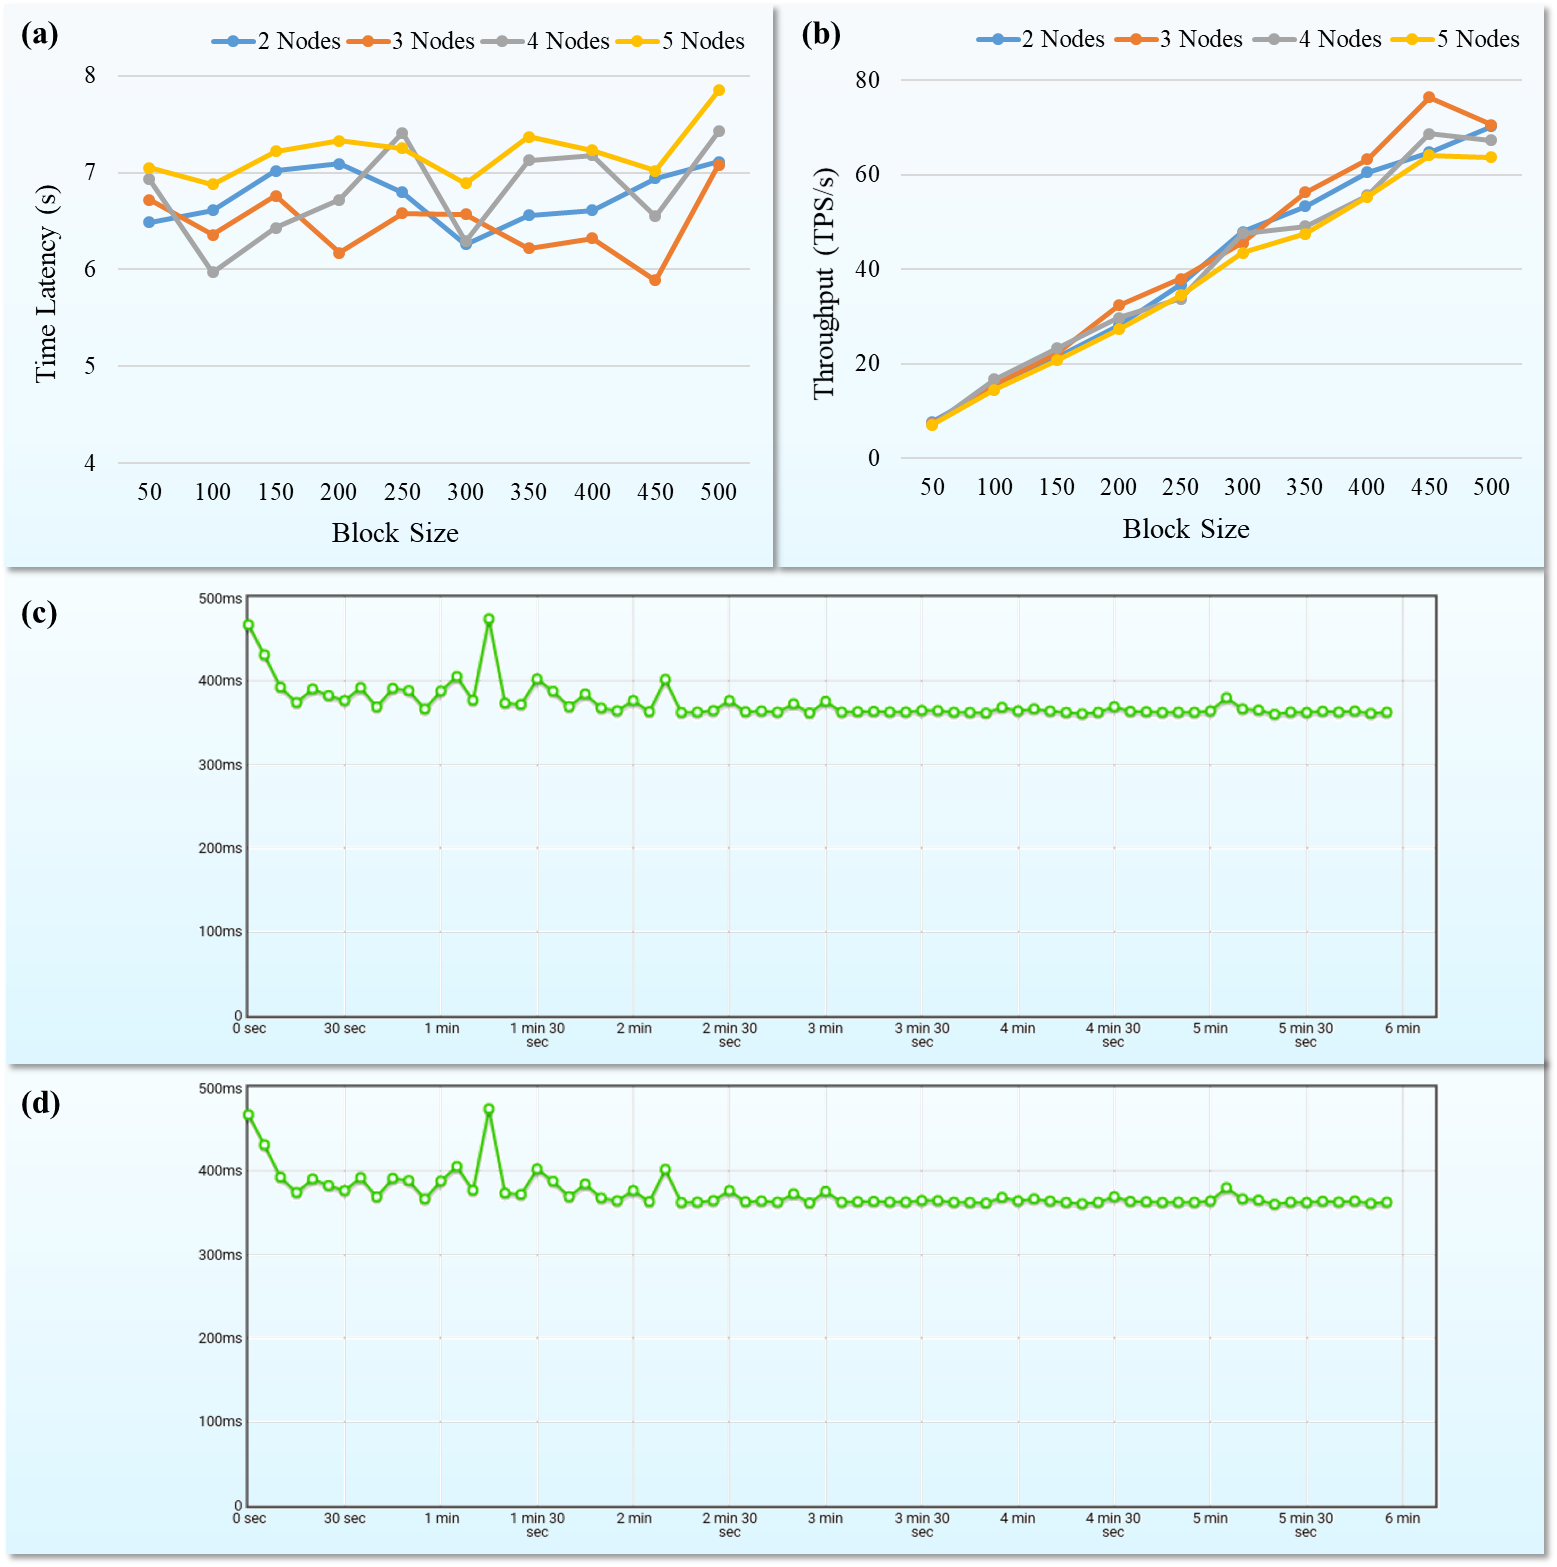 (a)
2 Nodes 3 Nodes 4 Nodes 5 Nodes
8
7
6
5
4
Time Latency (s)
50 100 150 200 250 300 350 400 450 500
Block Size
(b)
2 Nodes 3 Nodes 4 Nodes 5 Nodes
80
60
40
20
0
Throughput (TPS/s)
50 100 150 200 250 300 350 400 450 500
Block Size
(c)
500ms
400ms
300ms
200ms
100ms
0
0 sec 30 sec 1 min 1 min 30 2 min 2 min 30 3 min 3 min 30 4 min 4 min 30 5 min 5 min 30 6 min
sec sec sec sec sec
(d)
500ms
400ms
300ms
200ms
100ms
0
0 sec 30 sec 1 min 1 min 30 2 min 2 min 30 3 min 3 min 30 4 min 4 min 30 5 min 5 min 30 6 min
sec sec sec sec sec